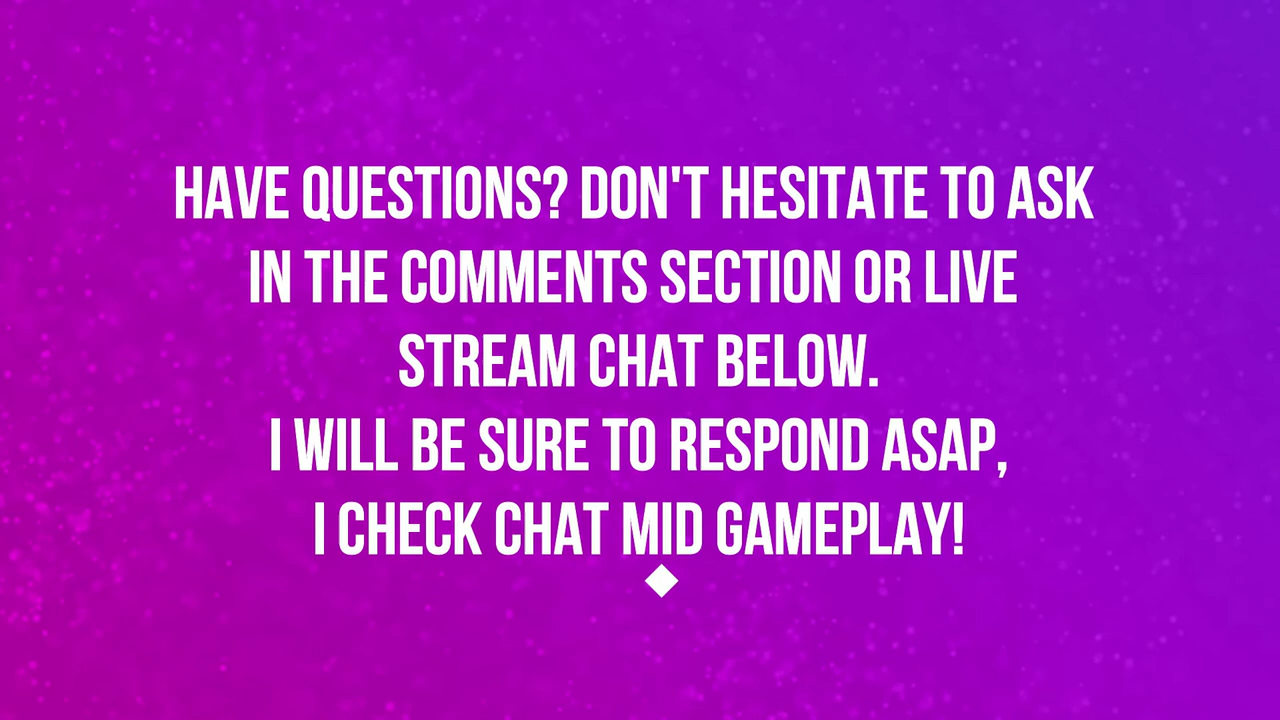 HAVE QUESTIONS? DON'T HESITATE TO ASK
IN THE COMMENTS SECTION OR LIVE
STREAM CHAT BELOW.
I WILL BE SURE TO RESPOND ASAP,
I CHECK CHAT MID GAMEPLAY!